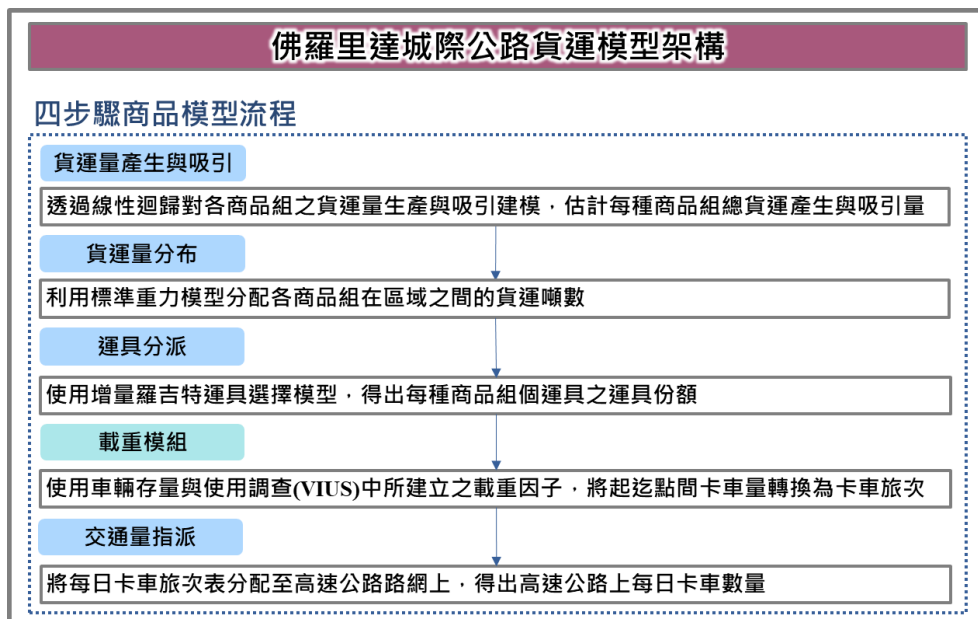 佛羅里達城際公路貨運模型架構
四步驟商品模型流程
貨運量產生與吸引
透過線性迴歸對各商品組之貨運量生產與吸引建模，估計每種商品組總貨運產生與吸引量
貨運量分布
利用標準重力模型分配各商品組在區域之間的貨運噸數
運具分派
使用增量羅吉特運具選擇模型，得出每種商品組個運具之運具份額
載重模組
使用車輛存量與使用調查(VIUS)中所建立之載重因子，將起迄點間卡車量轉換為卡車旅次
交通量指派
將每日卡車旅次表分配至高速公路路網上，得出高速公路上每日卡車數量